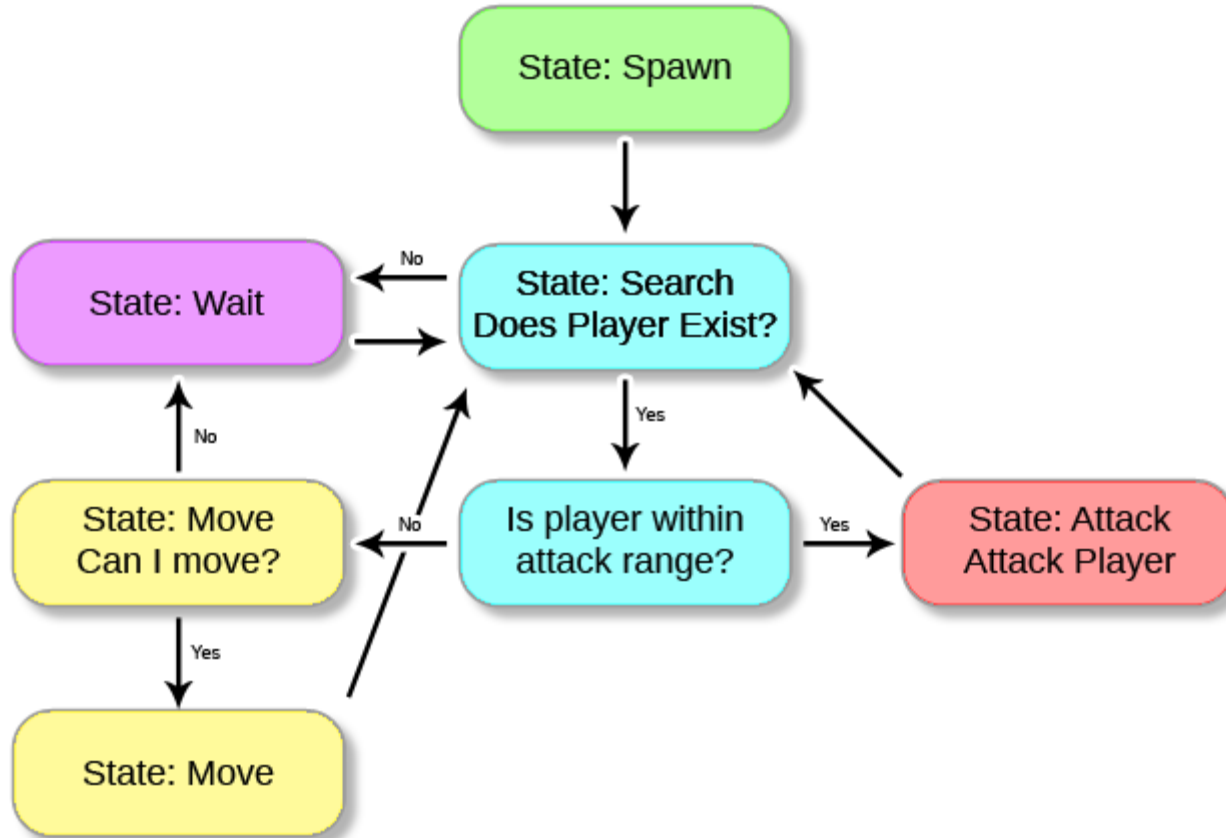 State: Spawn
No
State: Wait
State: Search
Does Player Exist?
No
Yes
State: Move
Can I move?
No
Is player within
attack range?
Yes
State: Attack
Attack Player
Yes
State: Move